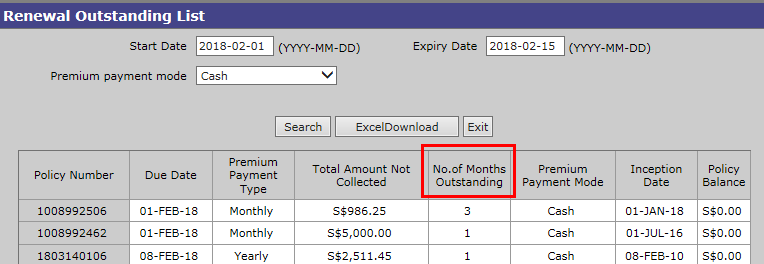 Renewal Outstanding List
Start Date 2018-02-01 (YYYY-MM-DD) Expiry Date 2018-02-15 (YYYY-MM-DD)
Premium payment mode Cash
Search ExcelDownload Exit
Policy Number Due Date Premium Payment Type Total Amount Not Collected No.of Months Outstanding Premium Payment Mode Inception Date Policy Balance
1008992506 01-FEB-18 Monthly S$986.25 3 Cash 01-JAN-18 S$0.00
1008992462 01-FEB-18 Monthly S$5,000.00 1 Cash 01-JUL-16 S$0.00
1803140106 08-FEB-18 Yearly S$2,511.45 1 Cash 08-FEB-10 S$0.00